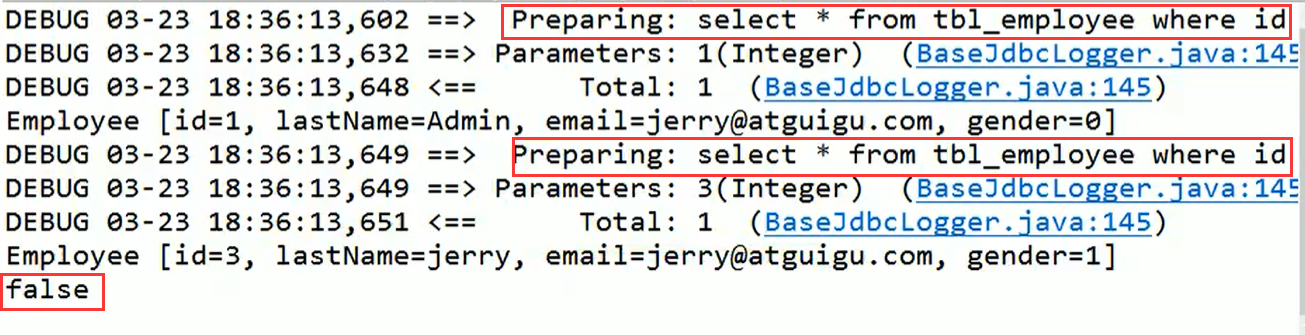 DEBUG 03-23 18:36:13,602 ==>  Preparing: select * from tbl_employee where id
DEBUG 03-23 18:36:13,632 ==> Parameters: 1(Integer)  (BaseJdbcLogger.java:145
DEBUG 03-23 18:36:13,648 <==      Total: 1  (BaseJdbcLogger.java:145)
Employee [id=1, lastName=Admin, email=jerry@atguigu.com, gender=0]
DEBUG 03-23 18:36:13,649 ==>  Preparing: select * from tbl_employee where id
DEBUG 03-23 18:36:13,649 ==> Parameters: 3(Integer)  (BaseJdbcLogger.java:145
DEBUG 03-23 18:36:13,651 <==      Total: 1  (BaseJdbcLogger.java:145)
Employee [id=3, lastName=jerry, email=jerry@atguigu.com, gender=1]
false